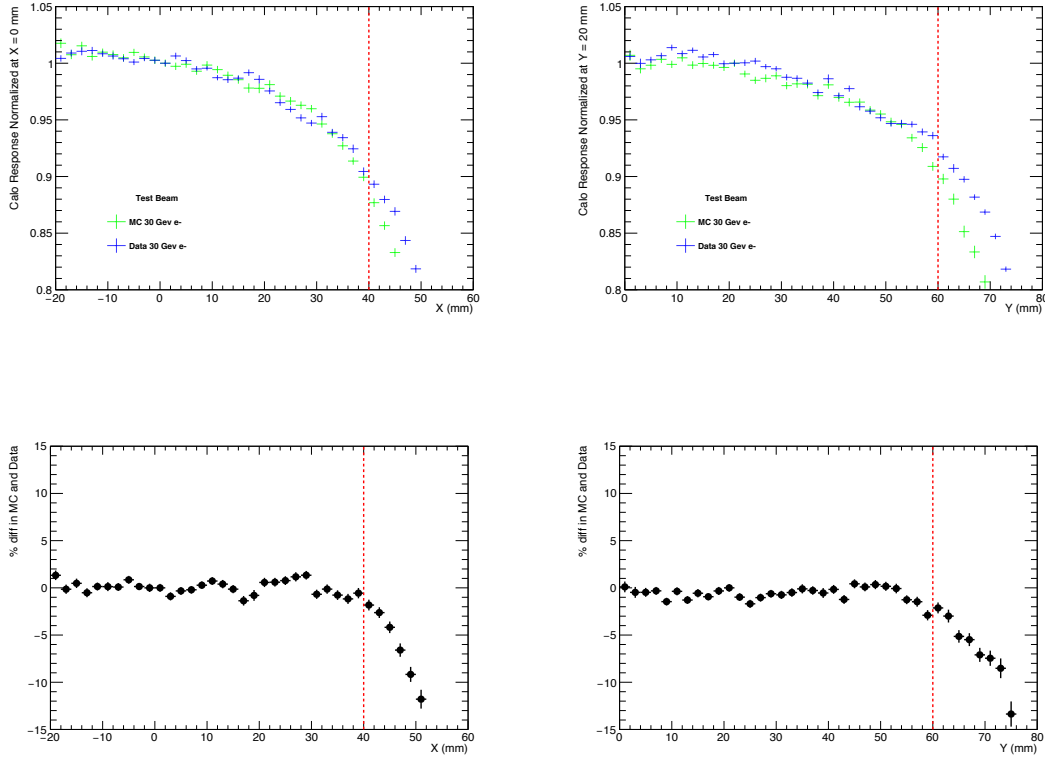 Calo Response Normalized at X = 0 mm
1.05
1
0.95
0.9
0.85
0.8
Test Beam
MC 30 Gev e-
Data 30 Gev e-
−20 −10 0 10 20 30 40 50 60
X (mm)
Calo Response Normalized at Y = 20 mm
1.05
1
0.95
0.9
0.85
0.8
Test Beam
MC 30 Gev e-
Data 30 Gev e-
0 10 20 30 40 50 60 70 80
Y (mm)
% diff in MC and Data
15
10
5
0
−5
−10
−15
−20 −10 0 10 20 30 40 50 60
X (mm)
% diff in MC and Data
15
10
5
0
−5
−10
−15
0 10 20 30 40 50 60 70 80
Y (mm)